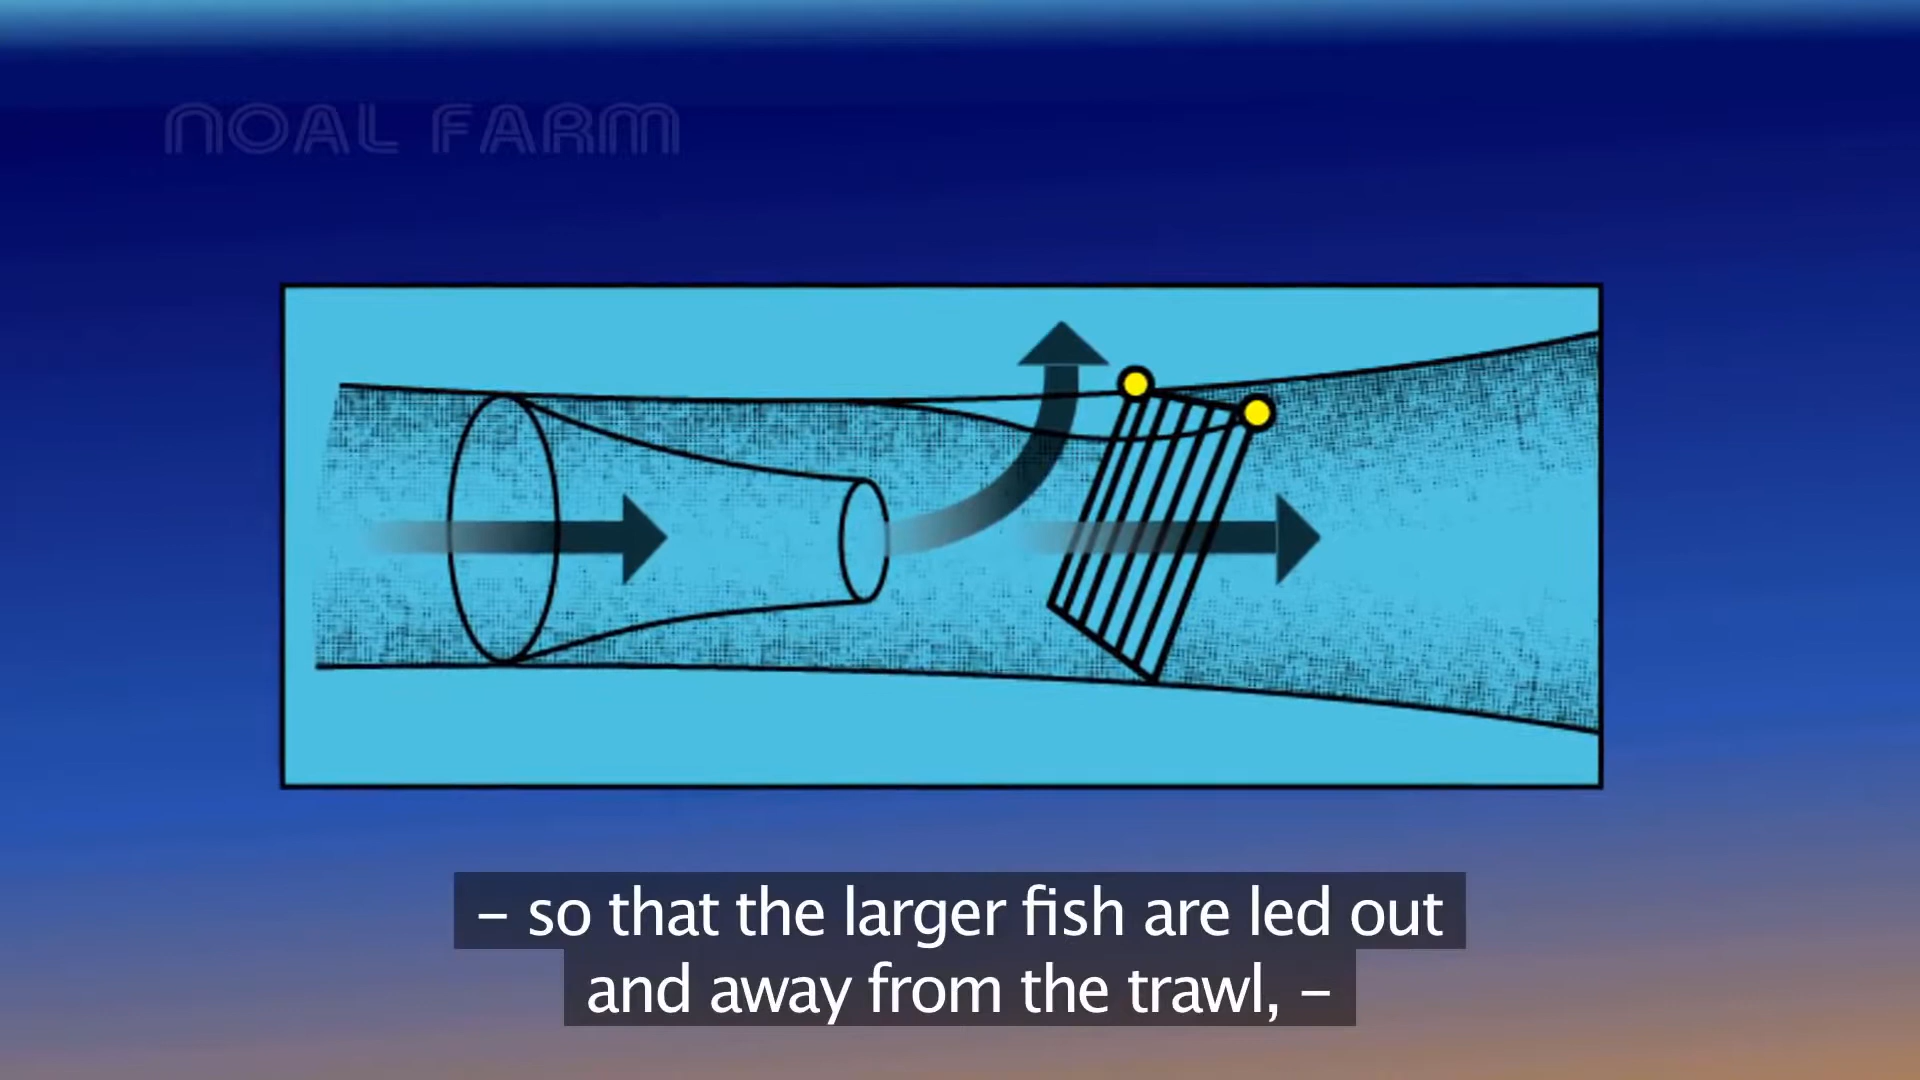 NOAL FARM
– so that the larger fish are led out
and away from the trawl, –